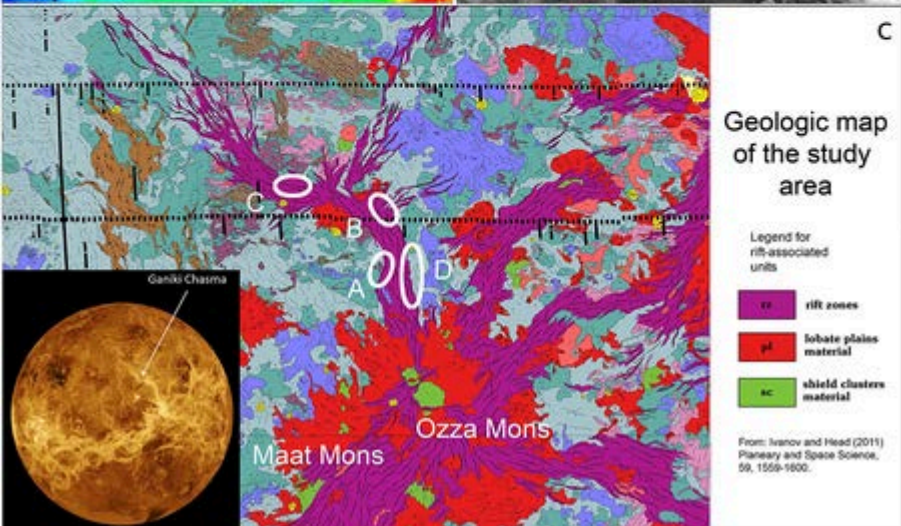 C
Geologic map
of the study
area
Legend for
rift-associated
units
rz
rift zones
pl
lobate plains
material
sc
shield clusters
material
From: Ivanov and Head (2011)
Planeary and Space Science,
59, 1559-1600.
C
B
A
D
Ganiki Chasma
Ozza Mons
Maat Mons